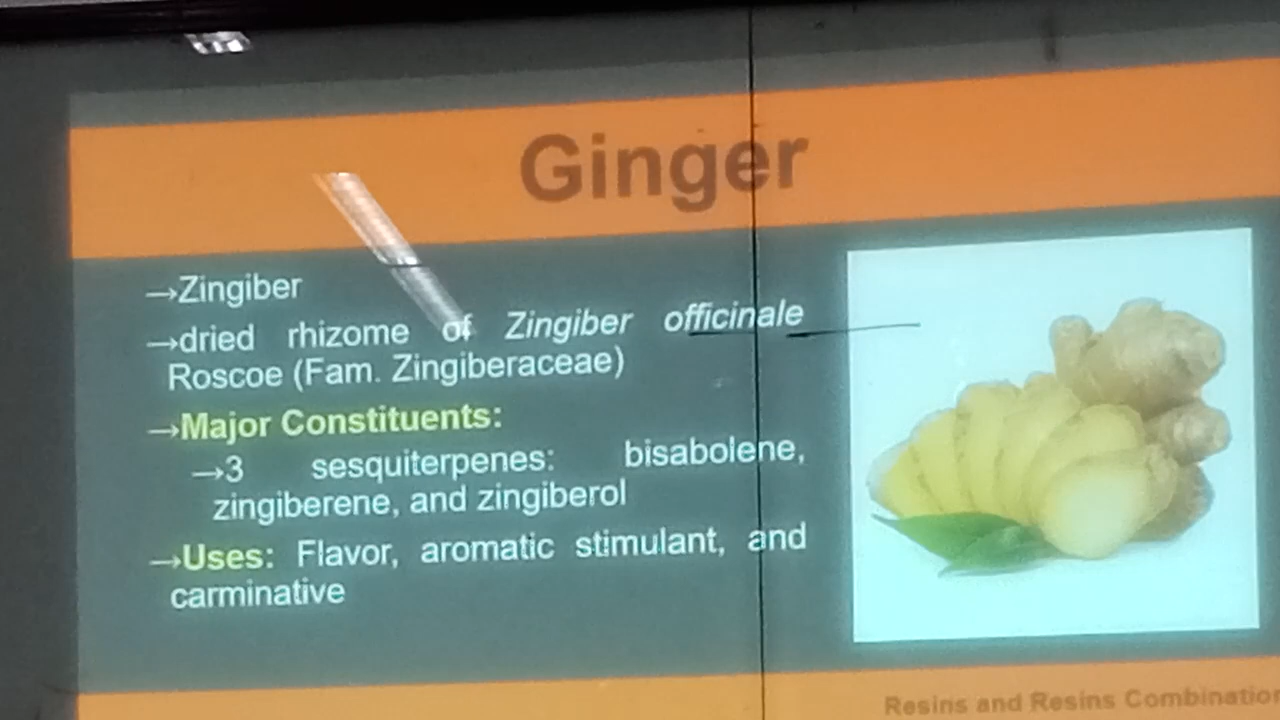 Ginger
→Zingiber
→dried rhizome of Zingiber officinale
Roscoe (Fam. Zingiberaceae)
→Major Constituents:
→3 sesquiterpenes: bisabolene,
zingiberene, and zingiberol
→Uses: Flavor, aromatic stimulant, and
carminative
Resins and Resins Combination